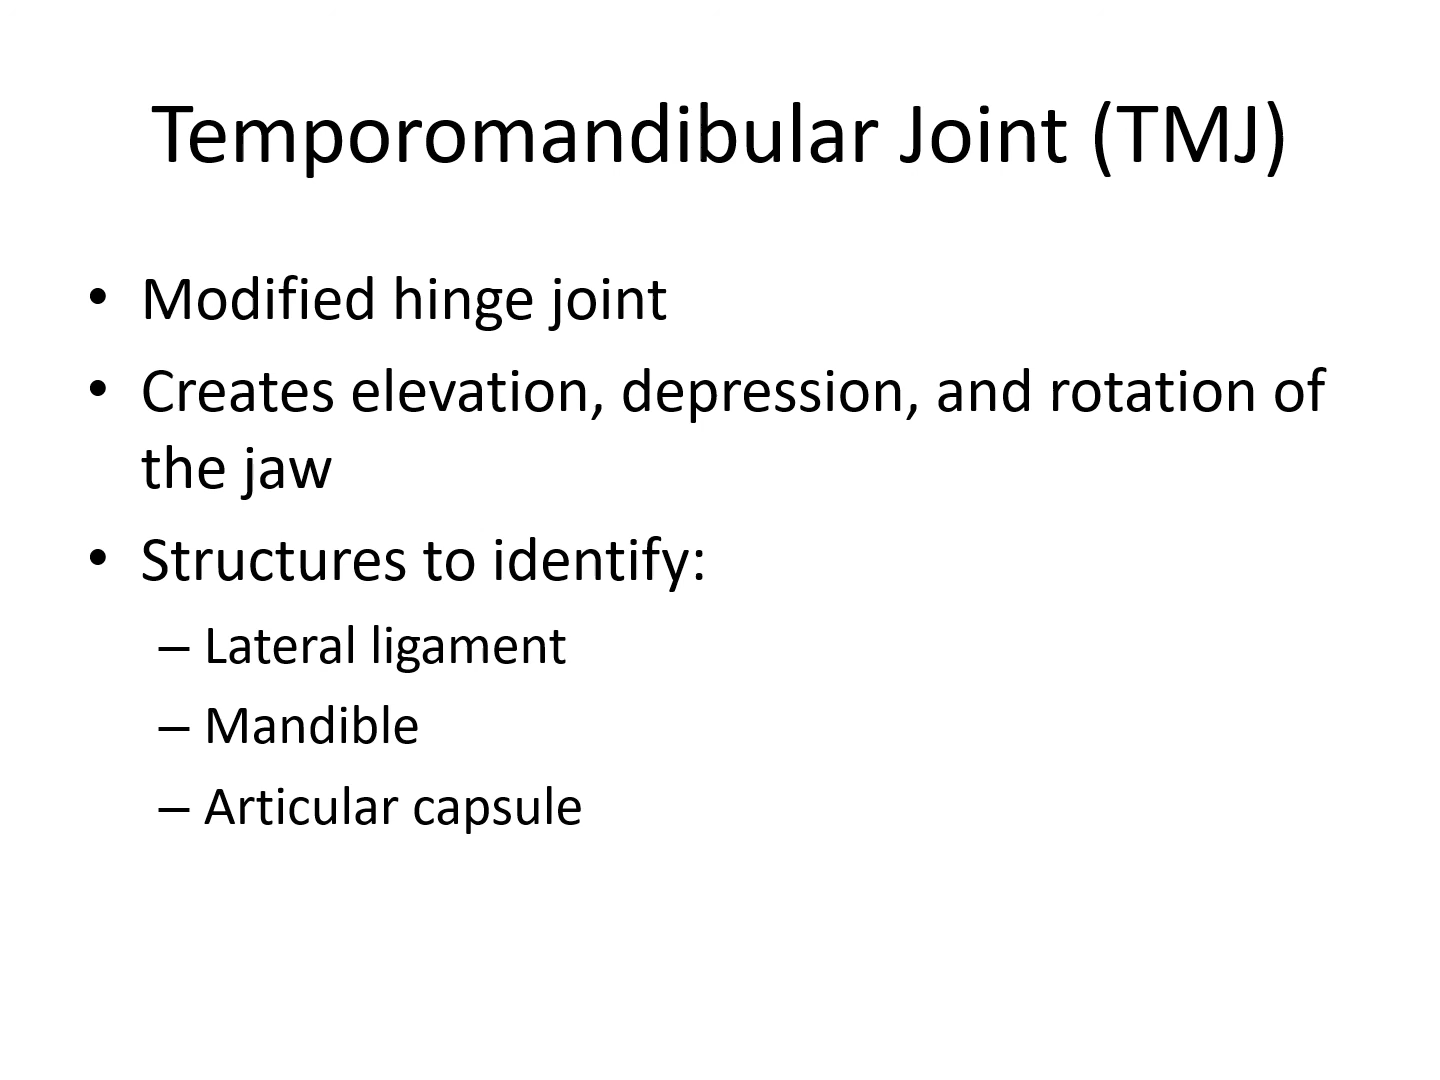 Temporomandibular Joint (TMJ)
• Modified hinge joint
• Creates elevation, depression, and rotation of
the jaw
• Structures to identify:
– Lateral ligament
– Mandible
– Articular capsule